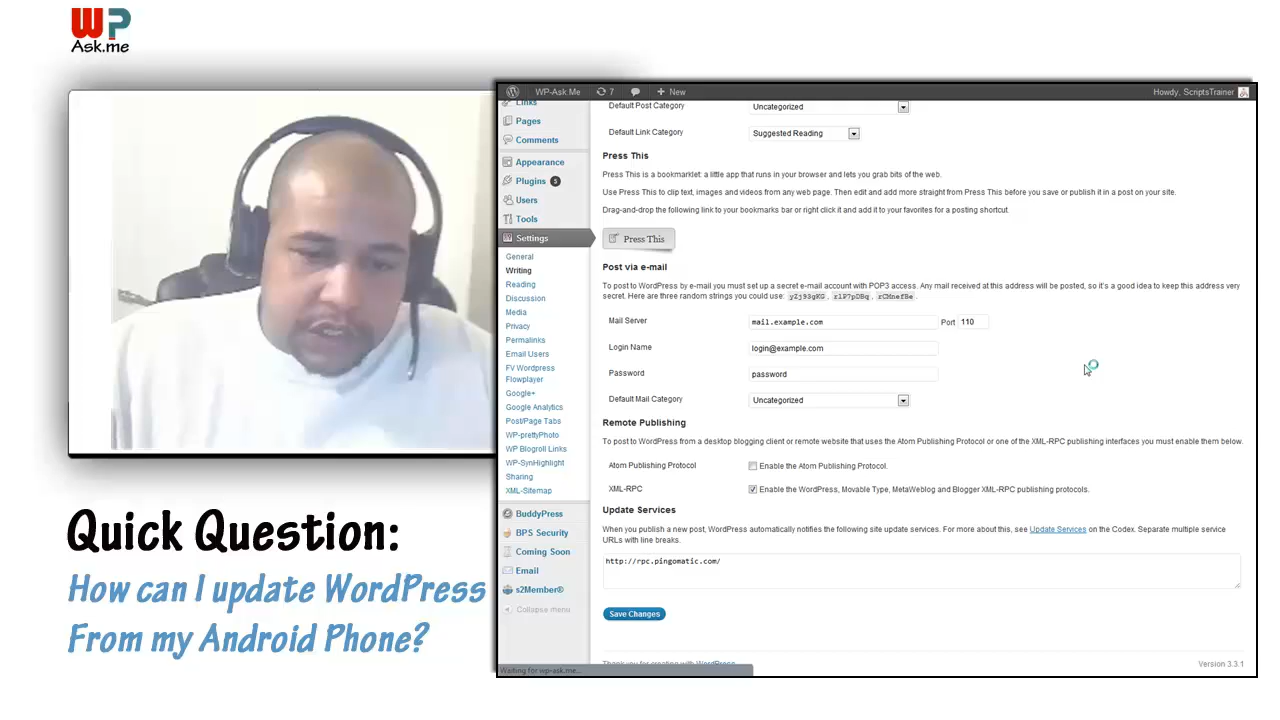 WP
Ask.me
WP-Ask Me 7 New Howdy, ScriptsTrainer
Links
Pages
Comments
Appearance
Plugins 5
Users
Tools
Settings
General
Writing
Reading
Discussion
Media
Privacy
Permalinks
Email Users
FV Wordpress
Flowplayer
Google+
Google Analytics
Post/Page Tabs
WP-prettyPhoto
WP Blogroll Links
WP-SynHighlight
Sharing
XML-Sitemap
BuddyPress
BPS Security
Coming Soon
Email
s2Member®
Collapse menu
Default Post Category Uncategorized
Default Link Category Suggested Reading
Press This
Press This is a bookmarklet: a little app that runs in your browser and lets you grab bits of the web.
Use Press This to clip text, images and videos from any web page. Then edit and add more straight from Press This before you save or publish it in a post on your site.
Drag-and-drop the following link to your bookmarks bar or right click it and add it to your favorites for a posting shortcut.
Press This
Post via e-mail
To post to WordPress by e-mail you must set up a secret e-mail account with POP3 access. Any mail received at this address will be posted, so it's a good idea to keep this address very
secret. Here are three random strings you could use:
Mail Server mail.example.com Port 110
Login Name login@example.com
Password password
Default Mail Category Uncategorized
Remote Publishing
To post to WordPress from a desktop blogging client or remote website that uses the Atom Publishing Protocol or one of the XML-RPC publishing interfaces you must enable them below.
Atom Publishing Protocol Enable the Atom Publishing Protocol.
XML-RPC Enable the WordPress, Movable Type, MetaWeblog and Blogger XML-RPC publishing protocols.
Update Services
When you publish a new post, WordPress automatically notifies the following site update services. For more about this, see Update Services on the Codex. Separate multiple service
URLs with line breaks.
http://rpc.pingomatic.com/
Save Changes
Thank you for creating with WordPress. Version 3.3.1
Waiting for wp-ask.me...
Quick Question:
How can I update WordPress
From my Android Phone?